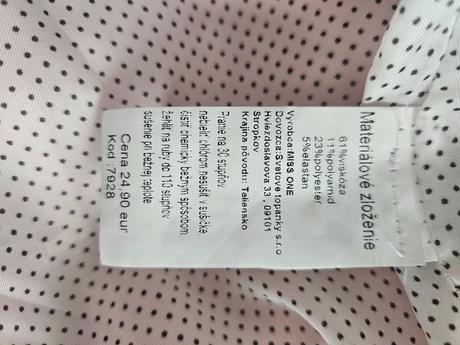 Materiálové zloženie
61%viskóza
11%polyamid
23%polyester
5%elastan
Výrobca:MISS ONE
Dovozca:Svetové topánky s.r.o
Hviezdoslavova 33, 09101
Stropkov
Krajina pôvodu: Taliansko
Pranie na 30 stupňov
nebieliť chlórom nesušiť v sušičke
čistiť chemicky bežným spôsobom
žehliť na ruby do 110 stupňov
sušenie pri bežnej teplote
Cena 24,90 eur
Kod :7928